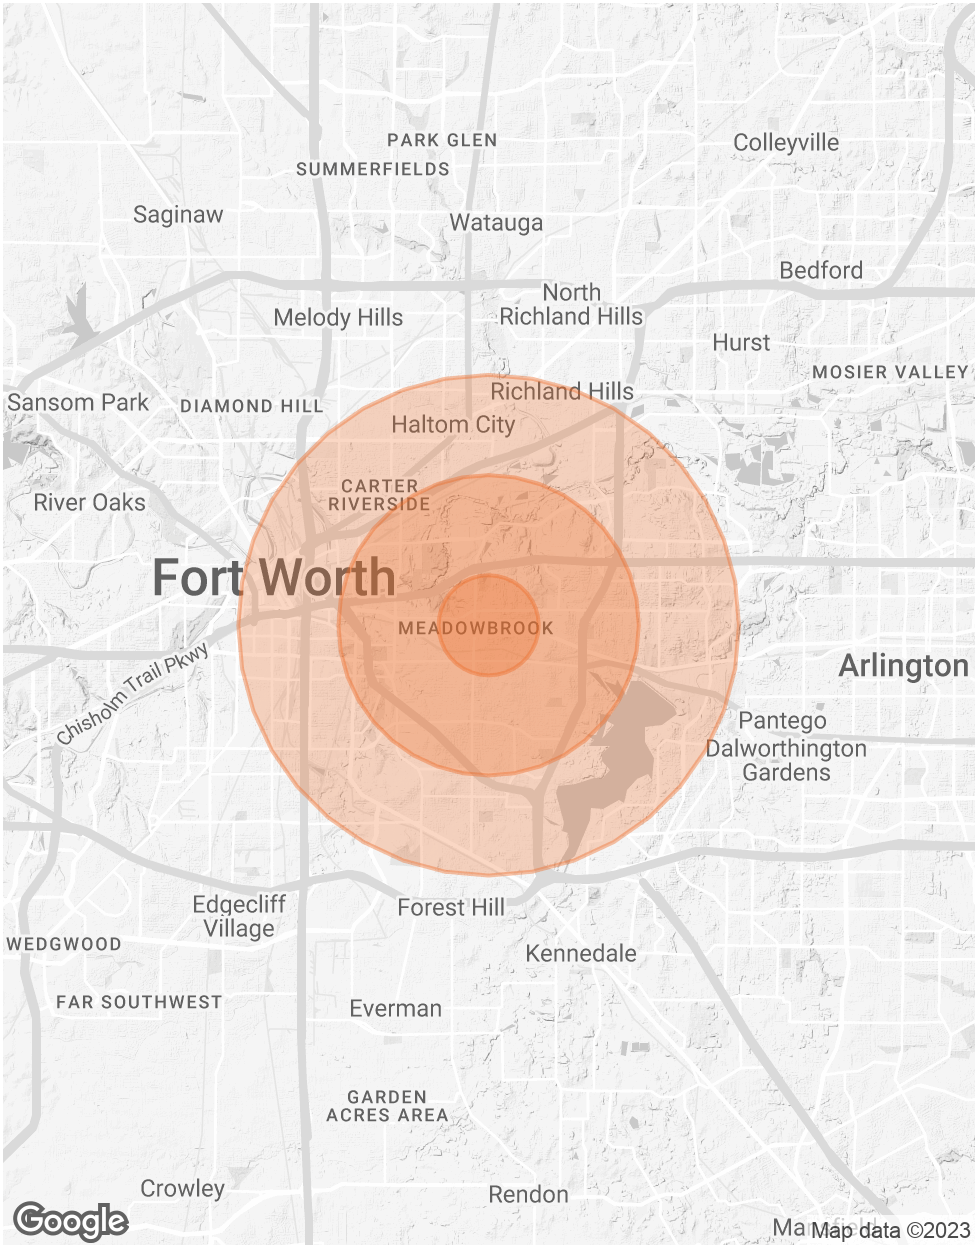 PARK GLEN
Colleyville
SUMMERFIELDS
Saginaw
Watauga
Bedford
North
Richland Hills
Melody Hills
Hurst
MOSIER VALLEY
Richland Hills
Sansom Park
DIAMOND HILL
Haltom City
CARTER
RIVERSIDE
River Oaks
Fort Worth
MEADOWBROOK
Chisholm Trail Pkwy
Arlington
Pantego
Dalworthington
Gardens
Edgecliff
Village
Forest Hill
WEDGWOOD
Kennedale
FAR SOUTHWEST
Everman
GARDEN
ACRES AREA
Crowley
Rendon
Google
Map data ©2023